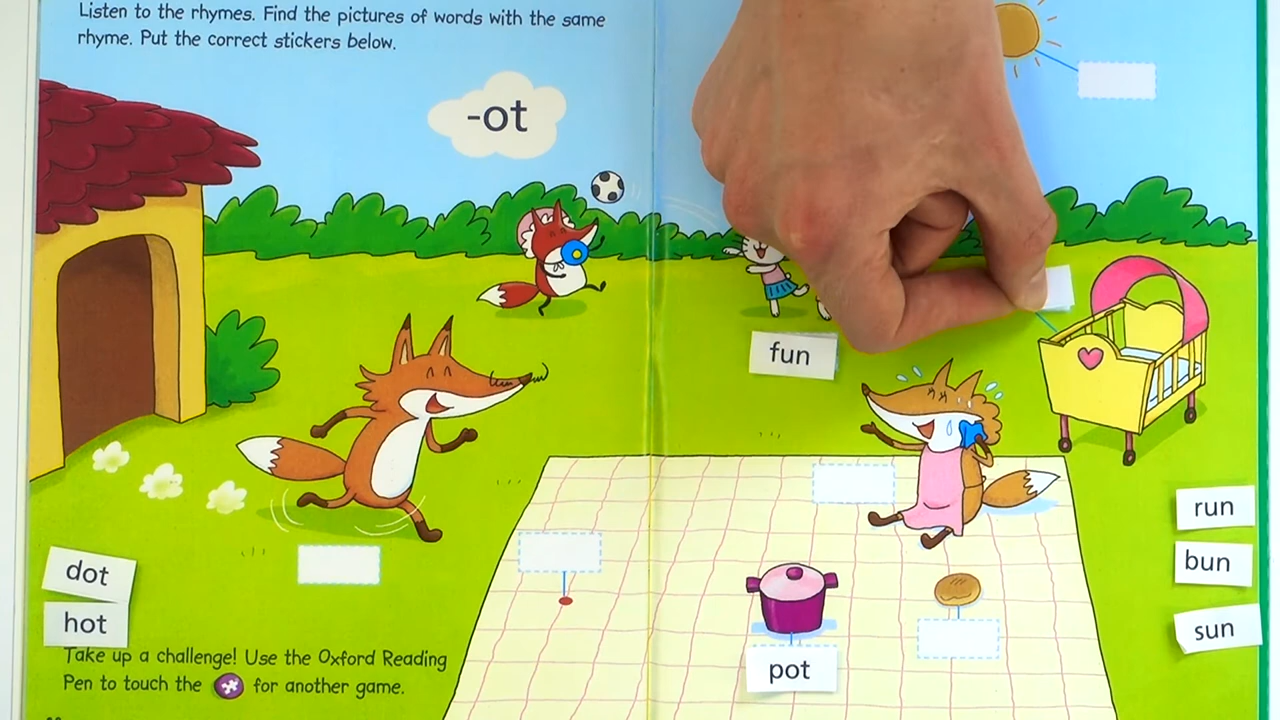 Listen to the rhymes. Find the pictures of words with the same
rhyme. Put the correct stickers below.
-ot
fun
run
bun
dot
hot
sun
Take up a challenge! Use the Oxford Reading
Pen to touch the for another game.
pot